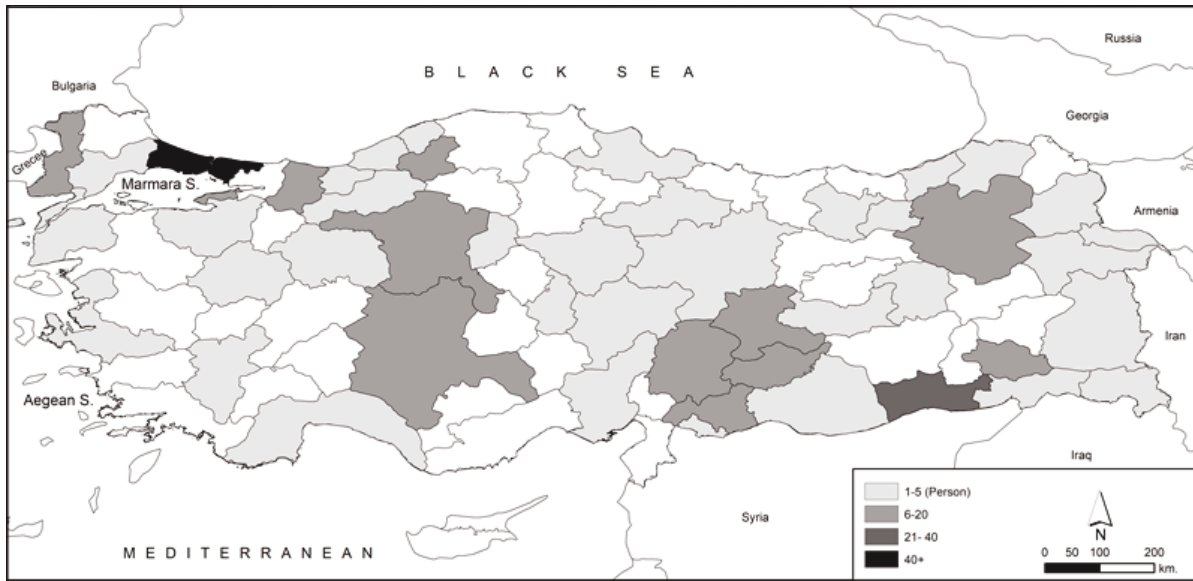 Russia
B L A C K S E A
Bulgaria
Georgia
Grecee
Marmara S.
Armenia
Iran
Aegean S.
Iraq
Syria
M E D I T E R R A N E A N
1-5 (Person)
6-20
21- 40
40+
N
0 50 100 200
km.